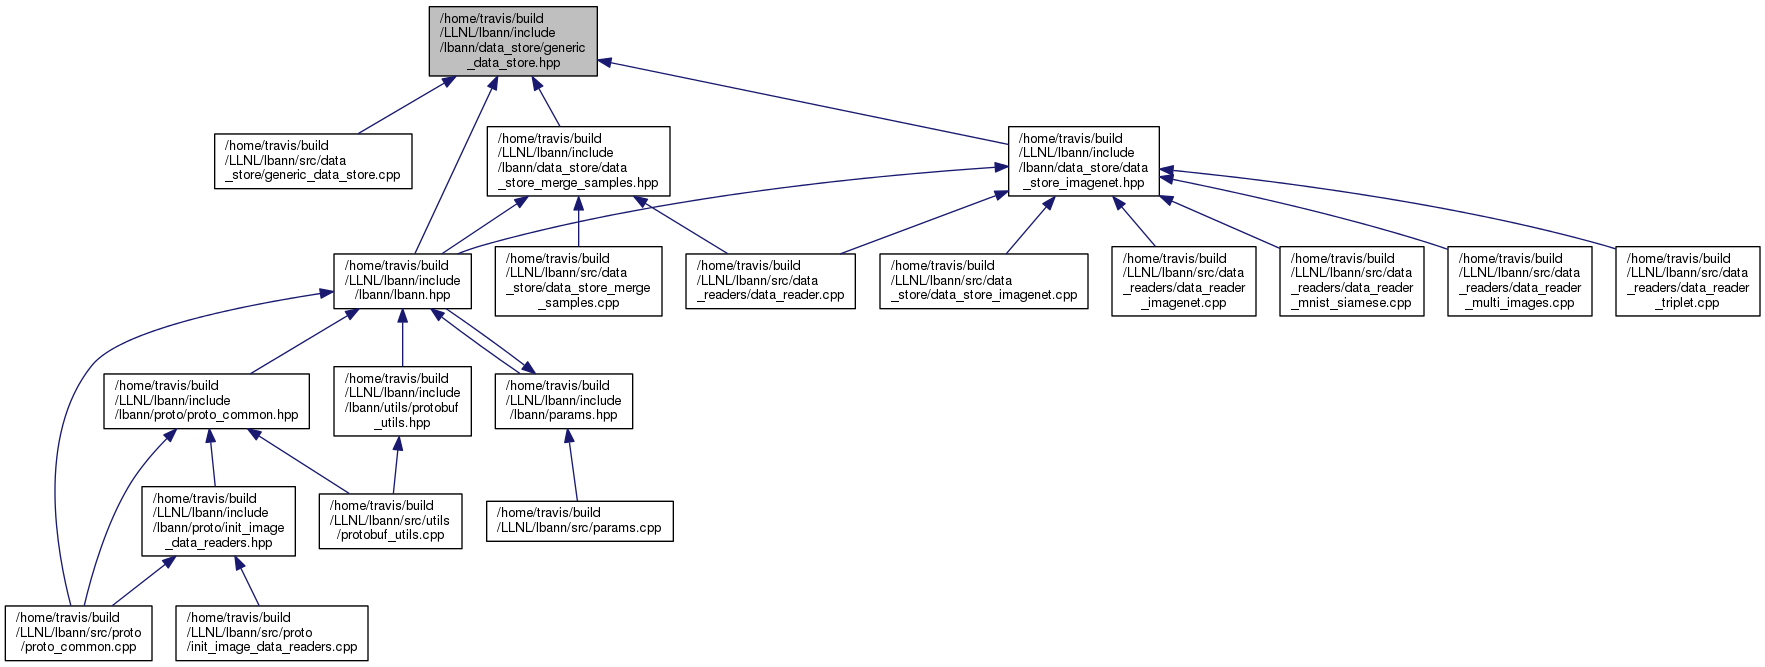 /home/travis/build
/LLNL/lbann/include
/lbann/data_store/generic
_data_store.hpp
/home/travis/build
/LLNL/lbann/src/data
_store/generic_data_store.cpp
/home/travis/build
/LLNL/lbann/include
/lbann/data_store/data
_store_merge_samples.hpp
/home/travis/build
/LLNL/lbann/include
/lbann/data_store/data
_store_imagenet.hpp
/home/travis/build
/LLNL/lbann/include
/lbann/lbann.hpp
/home/travis/build
/LLNL/lbann/src/data
_store/data_store_merge
_samples.cpp
/home/travis/build
/LLNL/lbann/src/data
_readers/data_reader.cpp
/home/travis/build
/LLNL/lbann/src/data
_store/data_store_imagenet.cpp
/home/travis/build
/LLNL/lbann/src/data
_readers/data_reader
_imagenet.cpp
/home/travis/build
/LLNL/lbann/src/data
_readers/data_reader
_mnist_siamese.cpp
/home/travis/build
/LLNL/lbann/src/data
_readers/data_reader
_multi_images.cpp
/home/travis/build
/LLNL/lbann/src/data
_readers/data_reader
_triplet.cpp
/home/travis/build
/LLNL/lbann/include
/lbann/proto/proto_common.hpp
/home/travis/build
/LLNL/lbann/include
/lbann/utils/protobuf
_utils.hpp
/home/travis/build
/LLNL/lbann/include
/lbann/params.hpp
/home/travis/build
/LLNL/lbann/include
/lbann/proto/init_image
_data_readers.hpp
/home/travis/build
/LLNL/lbann/src/utils
/protobuf_utils.cpp
/home/travis/build
/LLNL/lbann/src/params.cpp
/home/travis/build
/LLNL/lbann/src/proto
/proto_common.cpp
/home/travis/build
/LLNL/lbann/src/proto
/init_image_data_readers.cpp